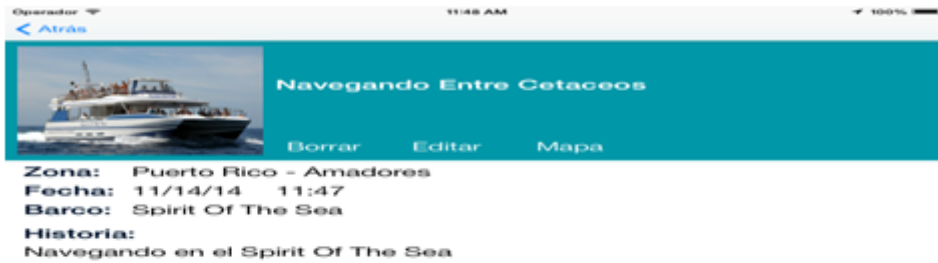 Operador 11:48 AM 100%
Atrás
Navegando Entre Cetaceos
Borrar Editar Mapa
Zona: Puerto Rico - Amadores
Fecha: 11/14/14 11:47
Barco: Spirit Of The Sea
Historia:
Navegando en el Spirit Of The Sea